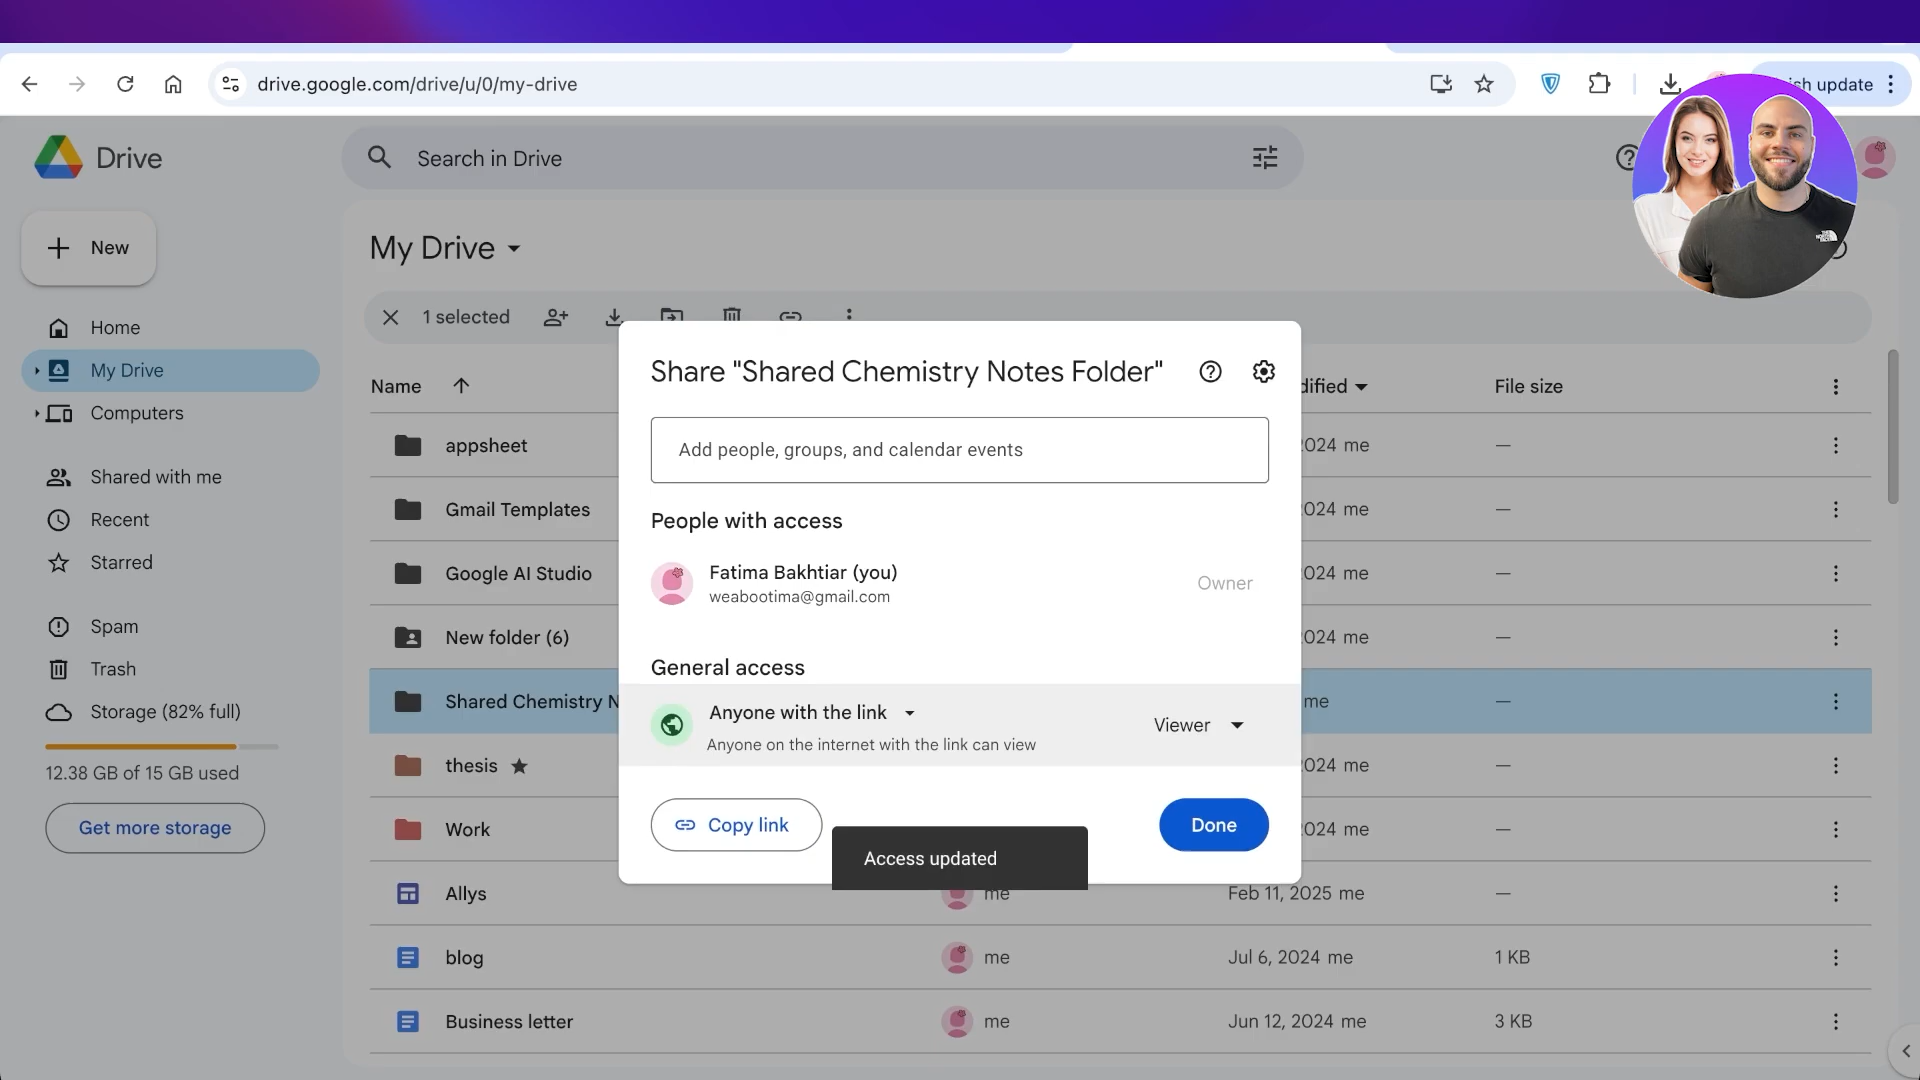 drive.google.com/drive/u/0/my-drive
sh update
Drive
Search in Drive
New
My Drive
1 selected
Home
My Drive
Computers
Shared with me
Recent
Starred
Spam
Trash
Storage (82% full)
12.38 GB of 15 GB used
Get more storage
Name
dified
File size
appsheet
024 me
—
Gmail Templates
024 me
—
Google AI Studio
024 me
—
New folder (6)
024 me
—
Shared Chemistry N
me
—
thesis
024 me
—
Work
024 me
—
Allys
me
Feb 11, 2025 me
—
blog
me
Jul 6, 2024 me
1 KB
Business letter
me
Jun 12, 2024 me
3 KB
Share "Shared Chemistry Notes Folder"
Add people, groups, and calendar events
People with access
Fatima Bakhtiar (you)
weabootima@gmail.com
Owner
General access
Anyone with the link
Anyone on the internet with the link can view
Viewer
Copy link
Done
Access updated